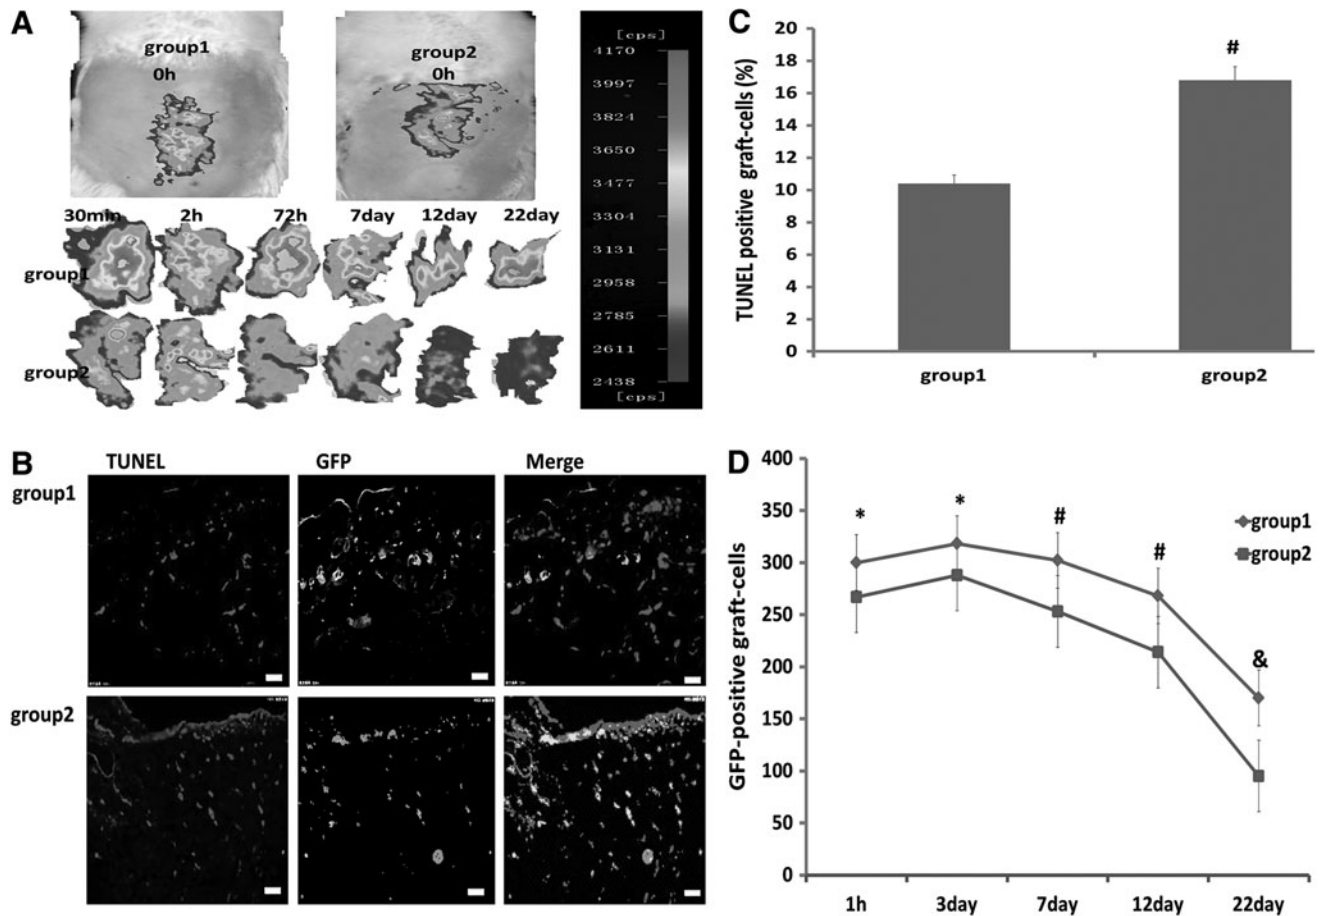 A
group1
0h
group2
0h
[cps]
4170
3997
3824
3650
3477
3304
3131
2958
2785
2611
2438
[cps]
30min 2h 72h 7day 12day 22day
group1
group2
B
TUNEL GFP Merge
group1
group2
C
TUNEL positive graft-cells (%)
20
18
16
14
12
10
8
6
4
2
0
#
group1 group2
D
GFP-positive graft-cells
400
350
300
250
200
150
100
50
0
* * # # &
group1
group2
1h 3day 7day 12day 22day